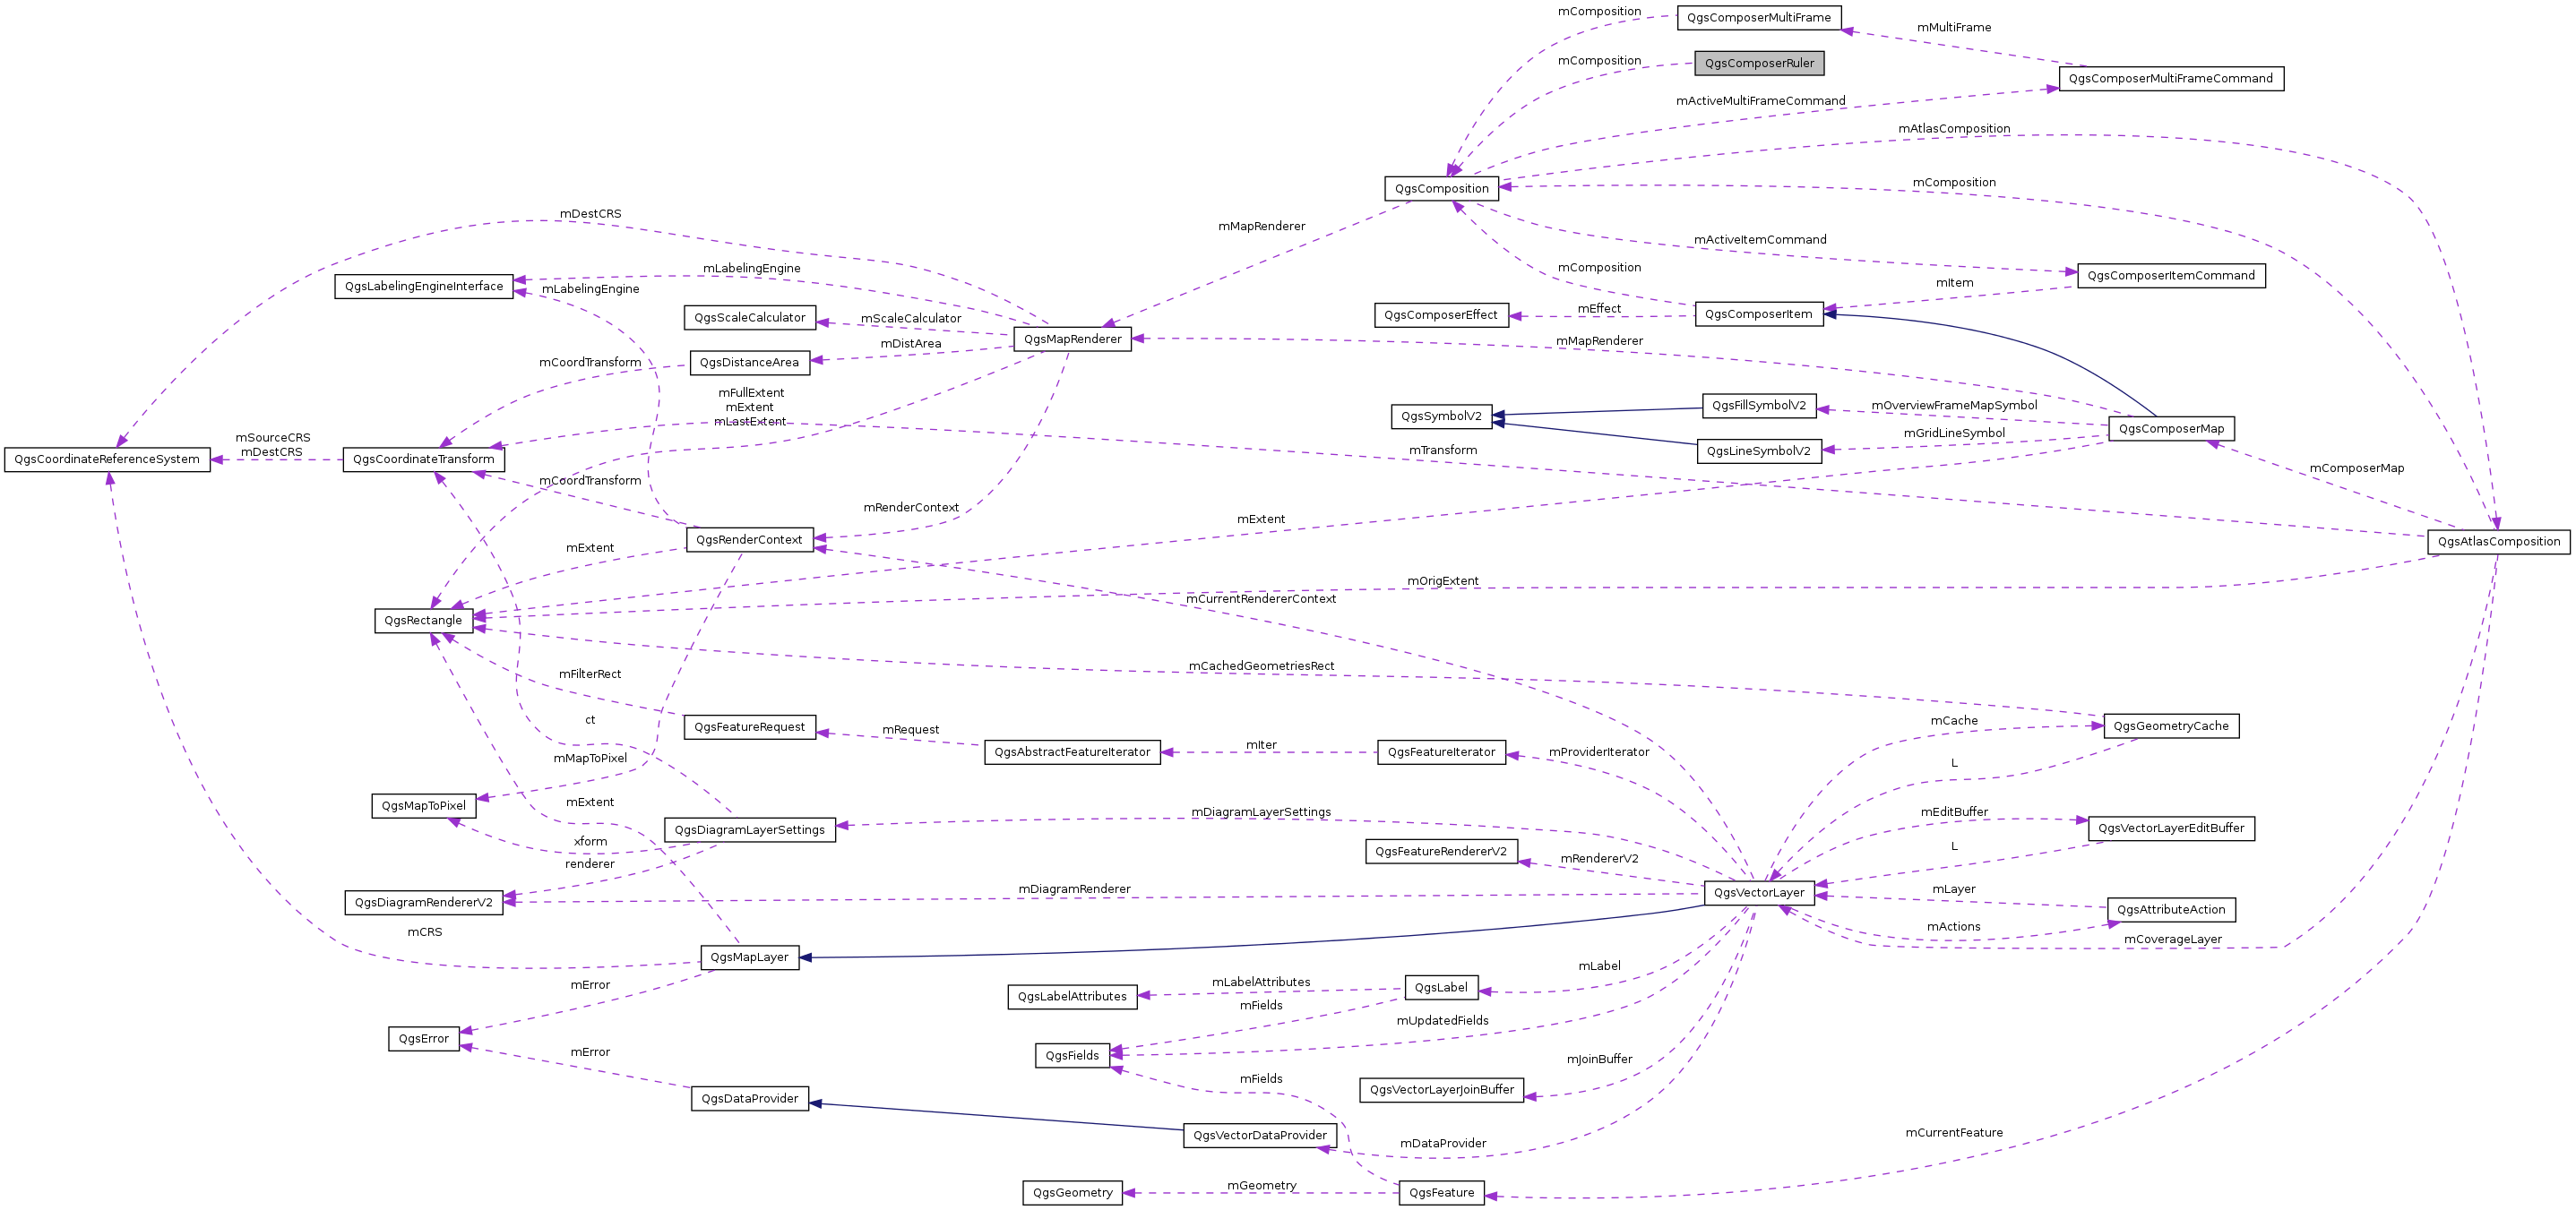 mComposition
QgsComposerMultiFrame
mMultiFrame
mComposition
QgsComposerRuler
QgsComposerMultiFrameCommand
mActiveMultiFrameCommand
mAtlasComposition
QgsComposition
mComposition
mDestCRS
mMapRenderer
mActiveItemCommand
mLabelingEngine
mComposition
QgsComposerItemCommand
QgsLabelingEngineInterface
mLabelingEngine
mItem
QgsScaleCalculator
mScaleCalculator
QgsComposerEffect
mEffect
QgsComposerItem
QgsMapRenderer
mDistArea
mMapRenderer
QgsDistanceArea
mCoordTransform
mFullExtent
mExtent
mLastExtent
QgsSymbolV2
QgsFillSymbolV2
mOverviewFrameMapSymbol
QgsComposerMap
mGridLineSymbol
mSourceCRS
mDestCRS
QgsCoordinateReferenceSystem
QgsCoordinateTransform
mTransform
QgsLineSymbolV2
mComposerMap
mCoordTransform
mRenderContext
mExtent
QgsRenderContext
QgsAtlasComposition
mExtent
mOrigExtent
mCurrentRendererContext
QgsRectangle
mCachedGeometriesRect
mFilterRect
ct
QgsFeatureRequest
mRequest
QgsAbstractFeatureIterator
mIter
QgsFeatureIterator
mProviderIterator
mCache
QgsGeometryCache
mMapToPixel
L
QgsMapToPixel
mExtent
mDiagramLayerSettings
mEditBuffer
QgsDiagramLayerSettings
QgsVectorLayerEditBuffer
xform
QgsFeatureRendererV2
mRendererV2
L
renderer
mDiagramRenderer
QgsVectorLayer
mLayer
QgsDiagramRendererV2
QgsAttributeAction
mCRS
mActions
mCoverageLayer
QgsMapLayer
mLabel
mError
mLabelAttributes
QgsLabel
QgsLabelAttributes
mFields
mUpdatedFields
QgsError
mError
QgsFields
mJoinBuffer
mFields
QgsVectorLayerJoinBuffer
QgsDataProvider
QgsVectorDataProvider
mDataProvider
mCurrentFeature
QgsGeometry
mGeometry
QgsFeature